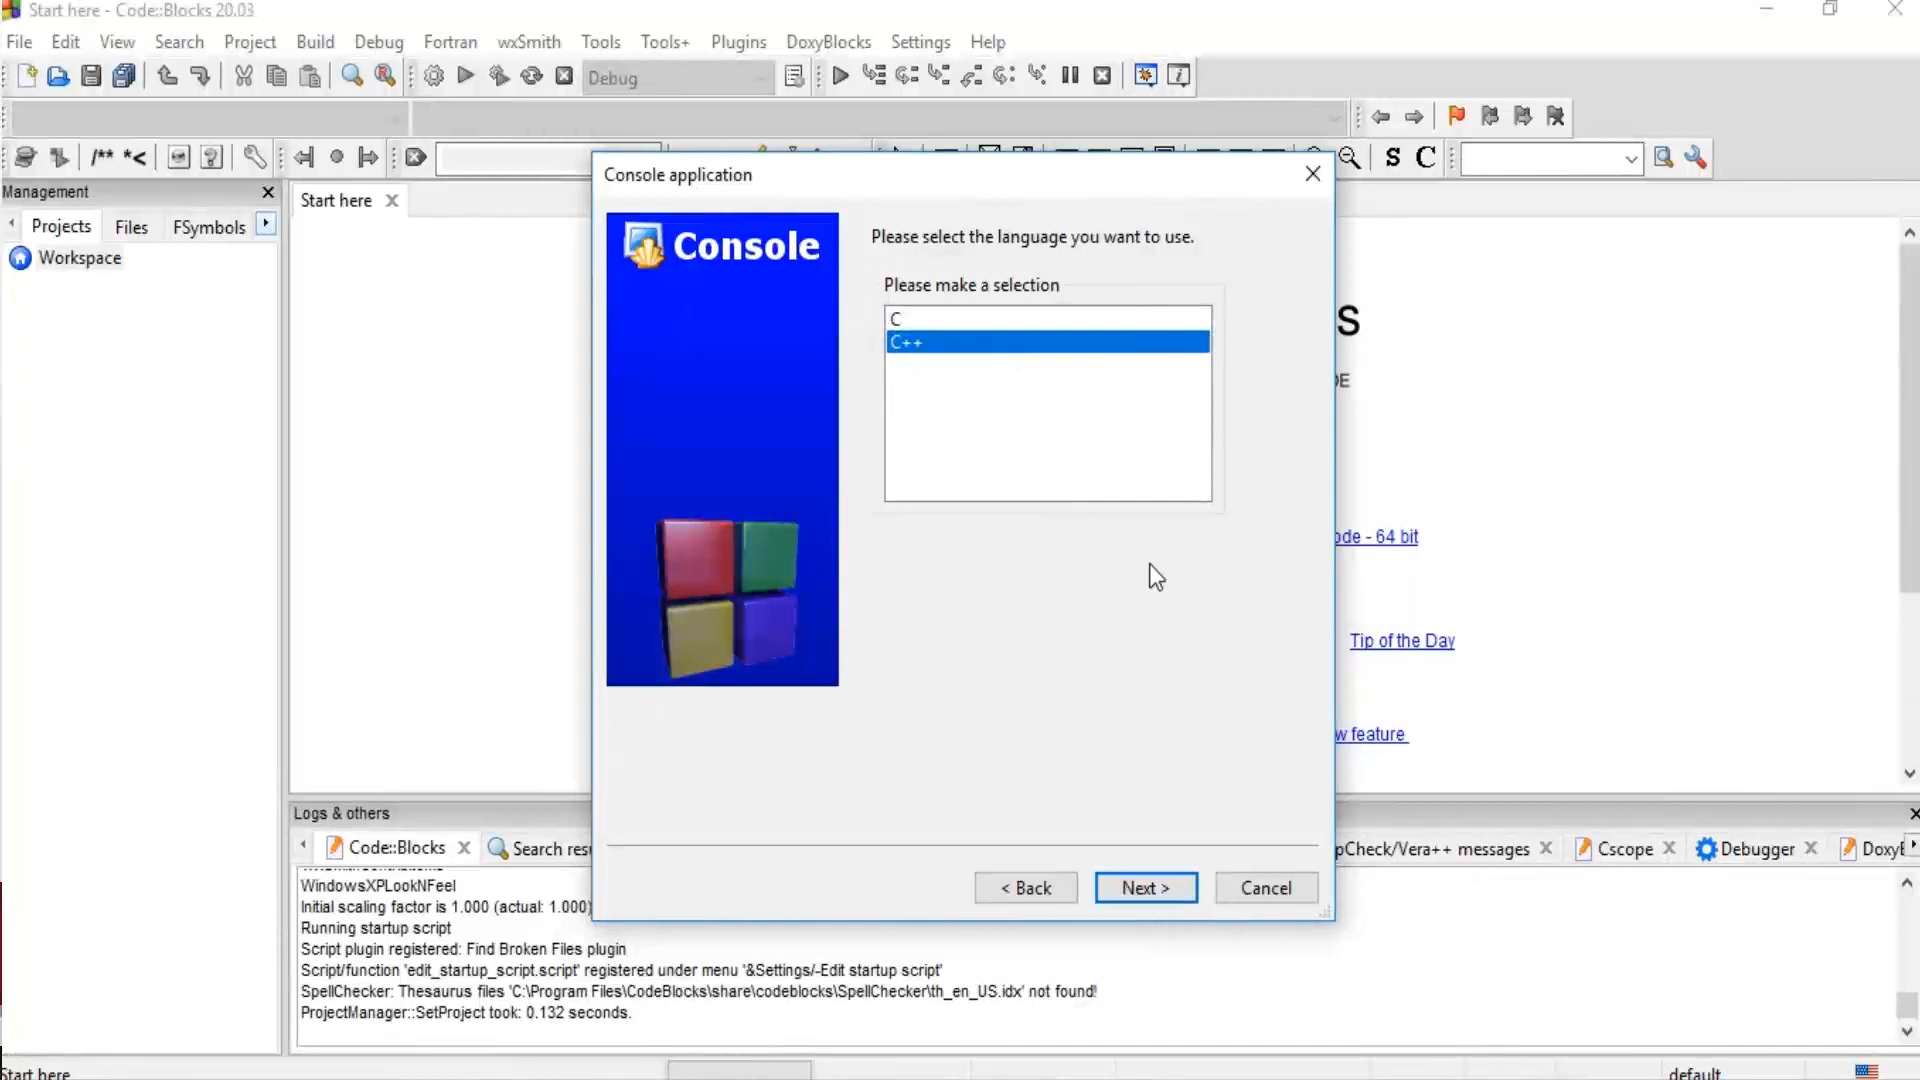 Start here - Code::Blocks 20.03
File Edit View Search Project Build Debug Fortran wxSmith Tools Tools+ Plugins DoxyBlocks Settings Help
Debug
/** *<
S C
Management
Projects Files FSymbols
Workspace
Start here
Console application
Console
Please select the language you want to use.
Please make a selection
C
C++
S
DE
ode - 64 bit
Tip of the Day
w feature
< Back Next > Cancel
Logs & others
Code::Blocks Search resu pCheck/Vera++ messages Cscope Debugger DoxyB
WindowsXPLookNFeel
Initial scaling factor is 1.000 (actual: 1.000)
Running startup script
Script plugin registered: Find Broken Files plugin
Script/function 'edit_startup_script.script' registered under menu '&Settings/-Edit startup script'
SpellChecker: Thesaurus files 'C:\Program Files\CodeBlocks\share\codeblocks\SpellChecker\th_en_US.idx' not found!
ProjectManager::SetProject took: 0.132 seconds.
Start here default